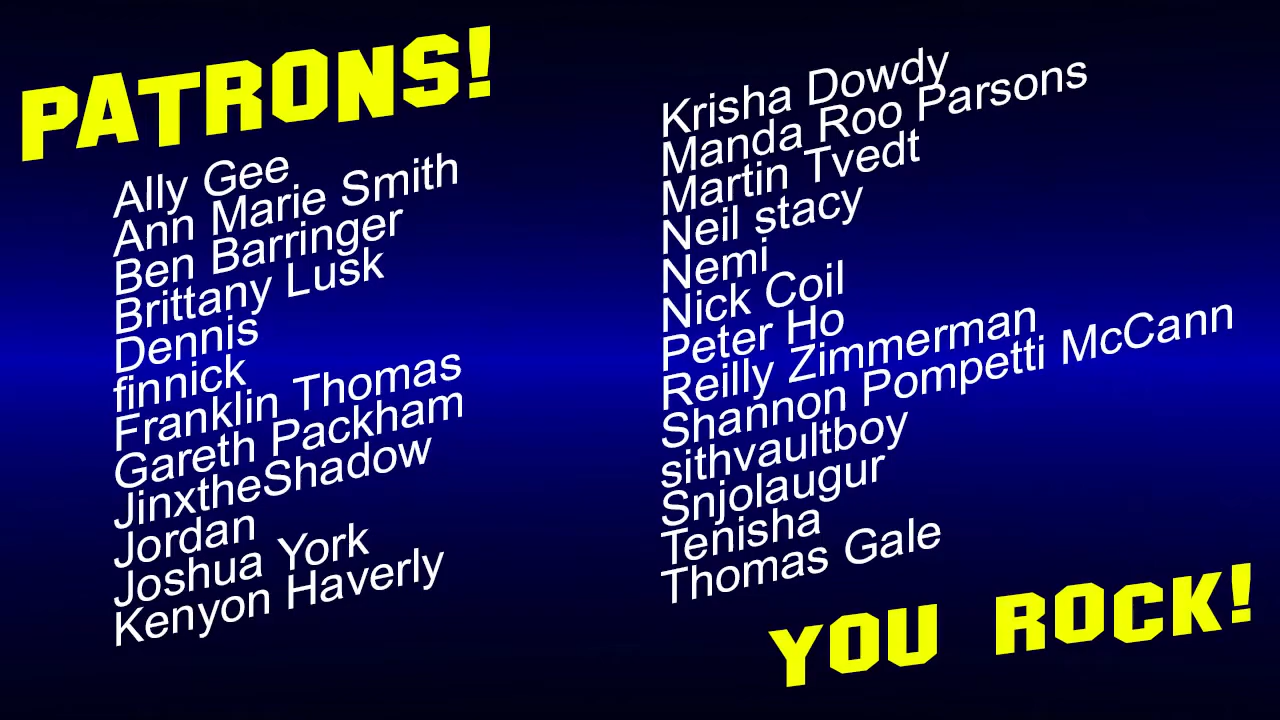 PATRONS!
Ally Gee
Ann Marie Smith
Ben Barringer
Brittany Lusk
Dennis
finnick
Franklin Thomas
Gareth Packham
JinxtheShadow
Jordan
Joshua York
Kenyon Haverly
Krisha Dowdy
Manda Roo Parsons
Martin Tvedt
Neil stacy
Nemi
Nick Coil
Peter Ho
Reilly Zimmerman
Shannon Pompetti McCann
sithvaultboy
Snjolaugur
Tenisha
Thomas Gale
YOU ROCK!